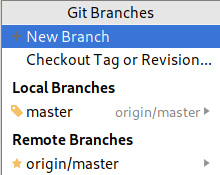 Git Branches
+ New Branch
Checkout Tag or Revision...
Local Branches
master origin/master
Remote Branches
origin/master